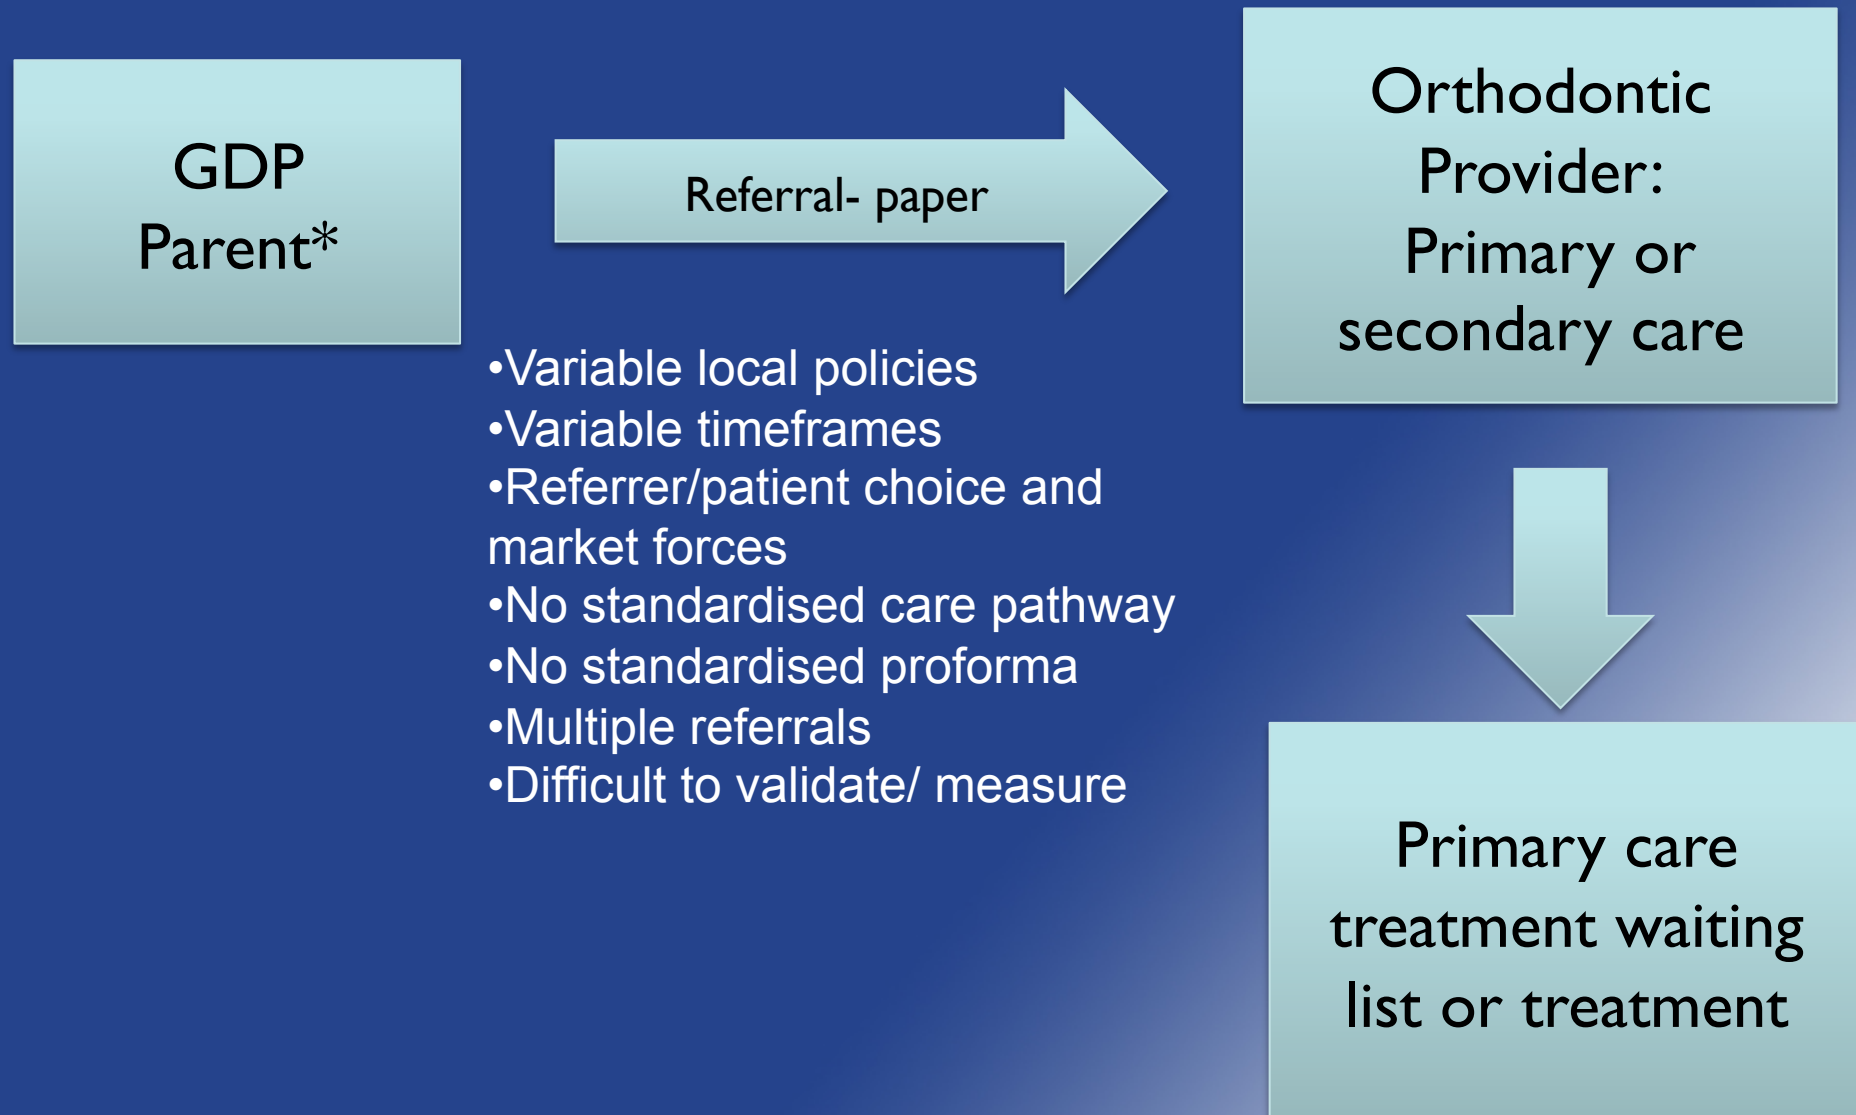 GDP
Parent*
Referral- paper
Orthodontic
Provider:
Primary or
secondary care
•Variable local policies
•Variable timeframes
•Referrer/patient choice and
market forces
•No standardised care pathway
•No standardised proforma
•Multiple referrals
•Difficult to validate/ measure
Primary care
treatment waiting
list or treatment